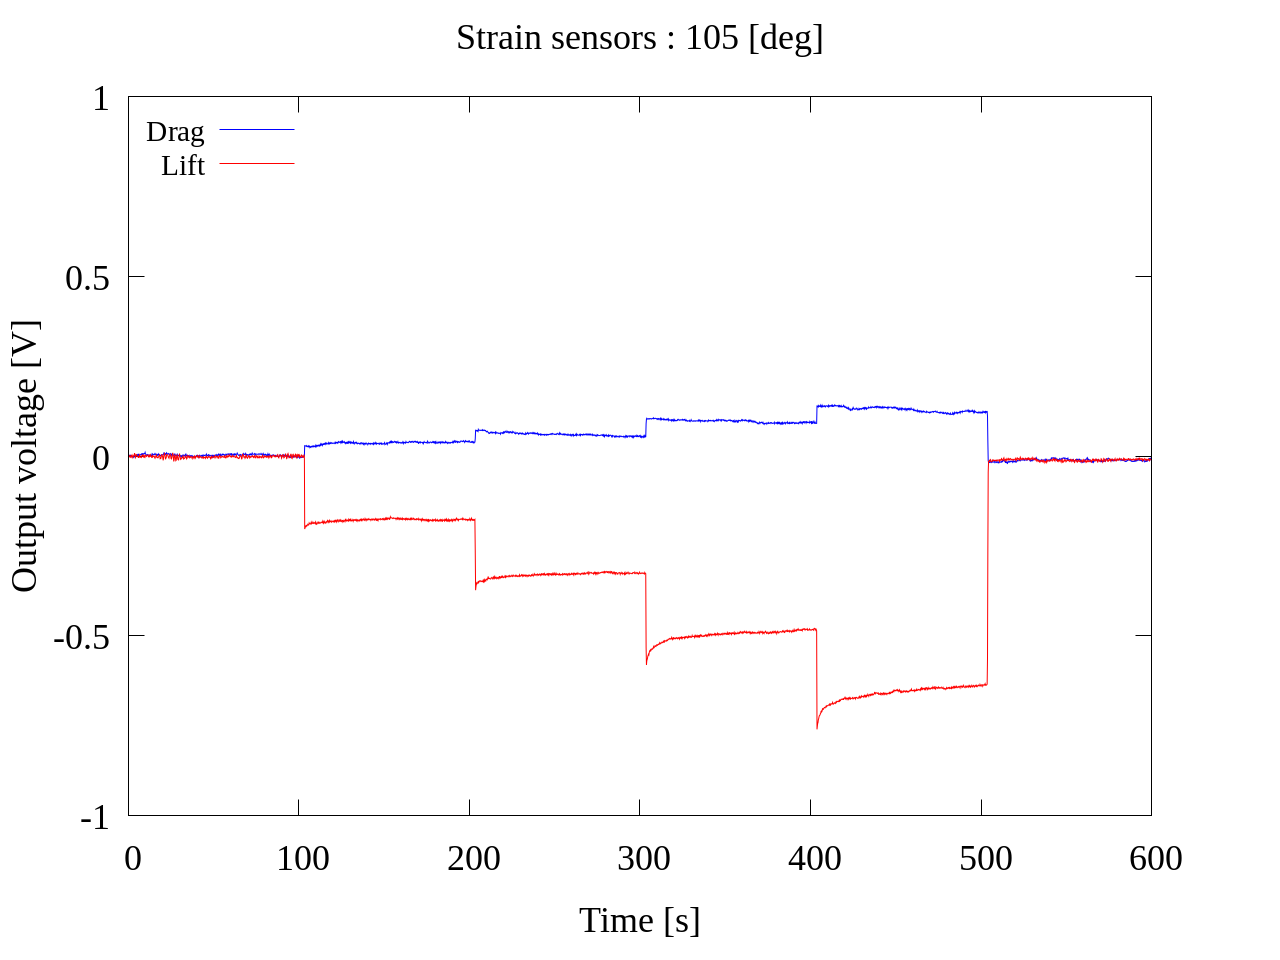 Strain sensors : 105 [deg]
Drag
Lift
1
0.5
0
-0.5
-1
Output voltage [V]
0 100 200 300 400 500 600
Time [s]